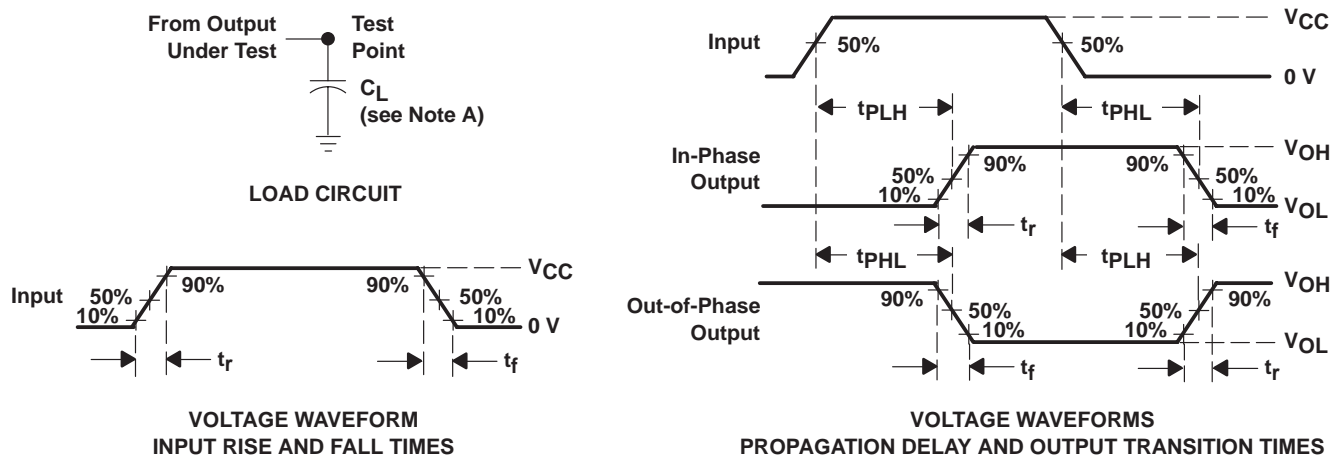 From Output
Under Test
Test
Point
CL
(see Note A)
LOAD CIRCUIT
Input
50%
10%
90%
90%
50%
10%
VCC
0 V
tr
tf
VOLTAGE WAVEFORM
INPUT RISE AND FALL TIMES
Input
50%
50%
VCC
0 V
tPLH
tPHL
In-Phase
Output
50%
10%
90%
90%
50%
10%
VOH
VOL
tr
tf
tPHL
tPLH
Out-of-Phase
Output
90%
50%
10%
50%
10%
90%
VOH
VOL
tf
tr
VOLTAGE WAVEFORMS
PROPAGATION DELAY AND OUTPUT TRANSITION TIMES